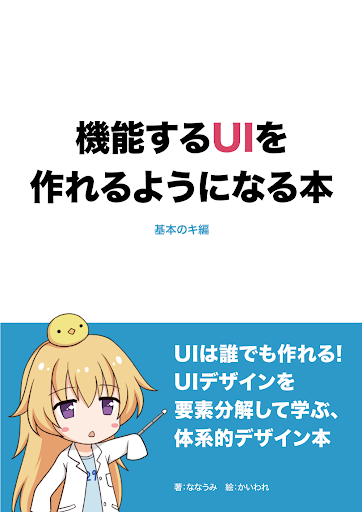 機能するUIを
作れるようになる本
基本のキ編
UIは誰でも作れる!
UIデザインを
要素分解して学ぶ、
体系的デザイン本
著:ななうみ 絵:かいわれ